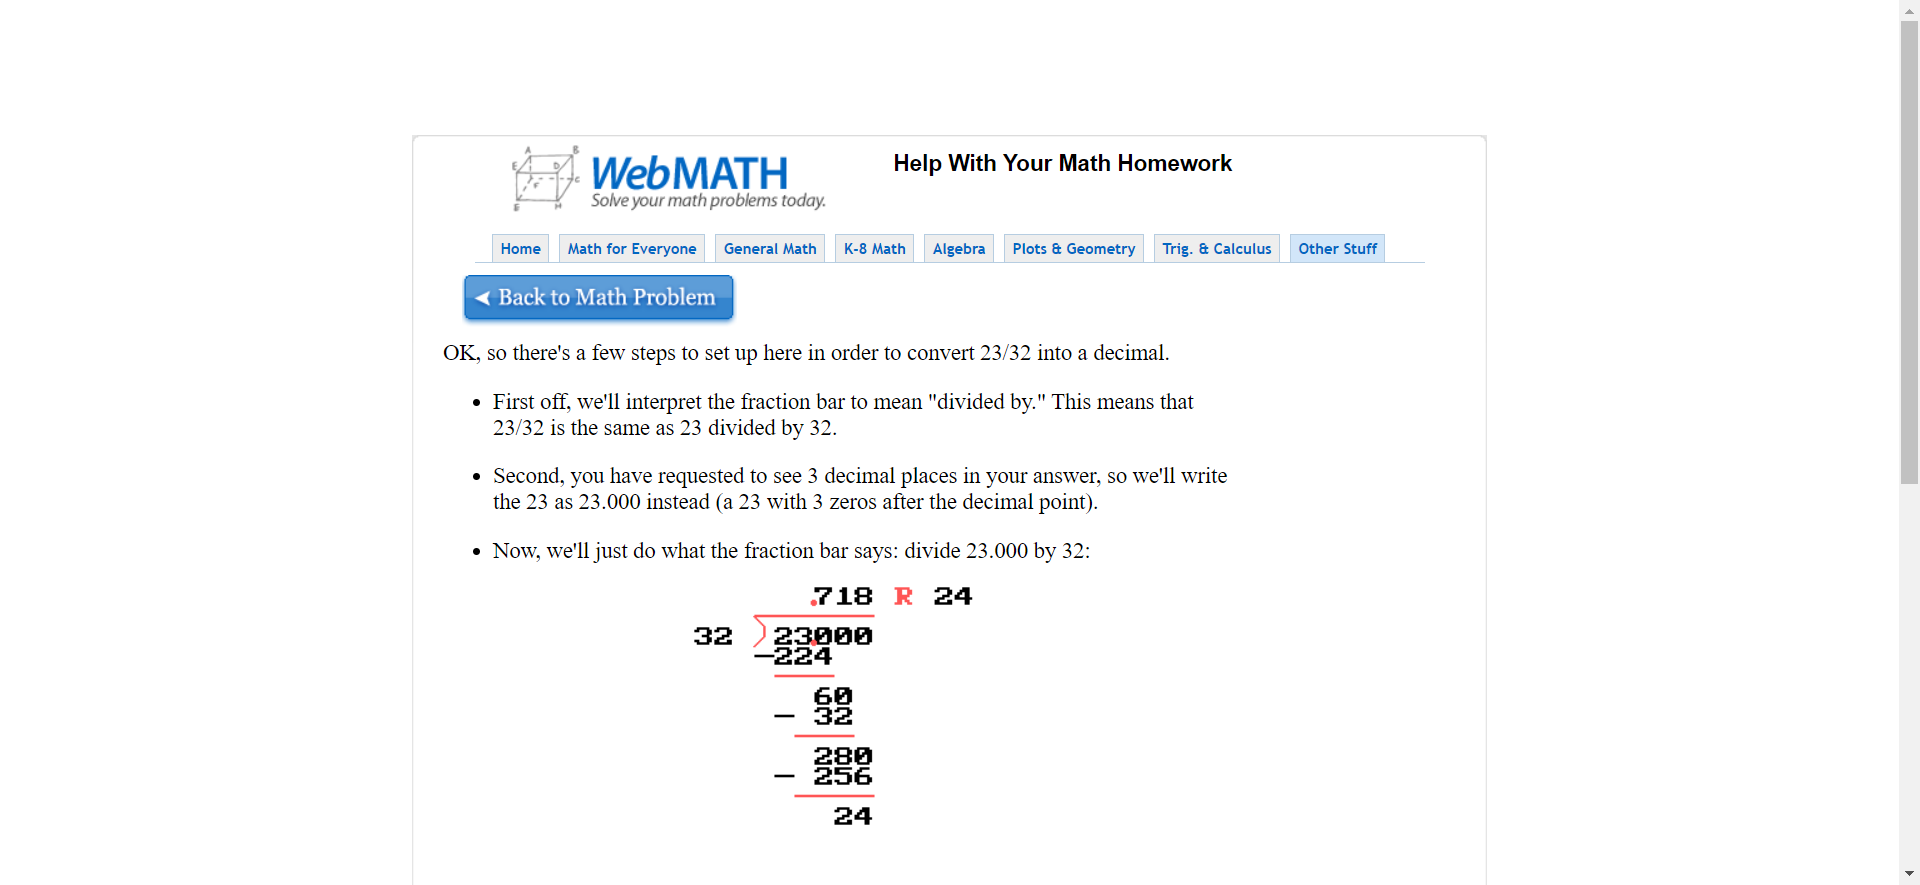 WebMATH
Solve your math problems today.
Help With Your Math Homework
Home Math for Everyone General Math K-8 Math Algebra Plots & Geometry Trig. & Calculus Other Stuff
Back to Math Problem
OK, so there's a few steps to set up here in order to convert 23/32 into a decimal.
First off, we'll interpret the fraction bar to mean "divided by." This means that
23/32 is the same as 23 divided by 32.
Second, you have requested to see 3 decimal places in your answer, so we'll write
the 23 as 23.000 instead (a 23 with 3 zeros after the decimal point).
Now, we'll just do what the fraction bar says: divide 23.000 by 32:
.718 R 24
32 23.000
-224
60
- 32
280
- 256
24